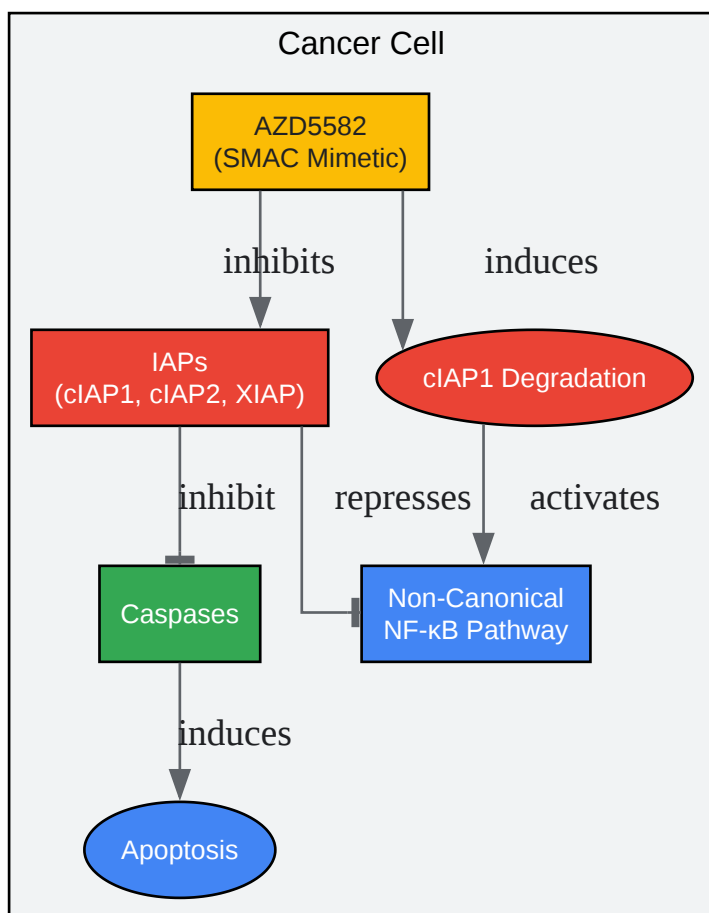 Cancer Cell
AZD5582
(SMAC Mimetic)
inhibits
induces
IAPs
(cIAP1, cIAP2, XIAP)
cIAP1 Degradation
inhibit
represses
activates
Caspases
Non-Canonical
NF-κB Pathway
induces
Apoptosis